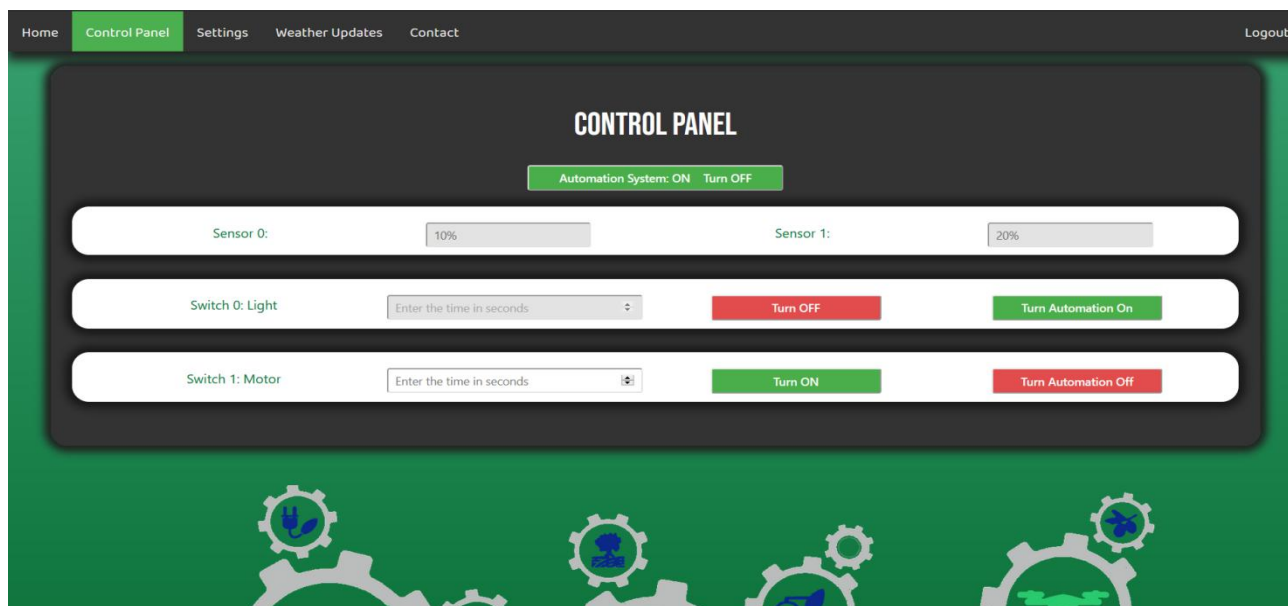 Home Control Panel Settings Weather Updates Contact Logout
CONTROL PANEL
Automation System: ON Turn OFF
Sensor 0: 10% Sensor 1: 20%
Switch 0: Light Enter the time in seconds Turn OFF Turn Automation On
Switch 1: Motor Enter the time in seconds Turn ON Turn Automation Off